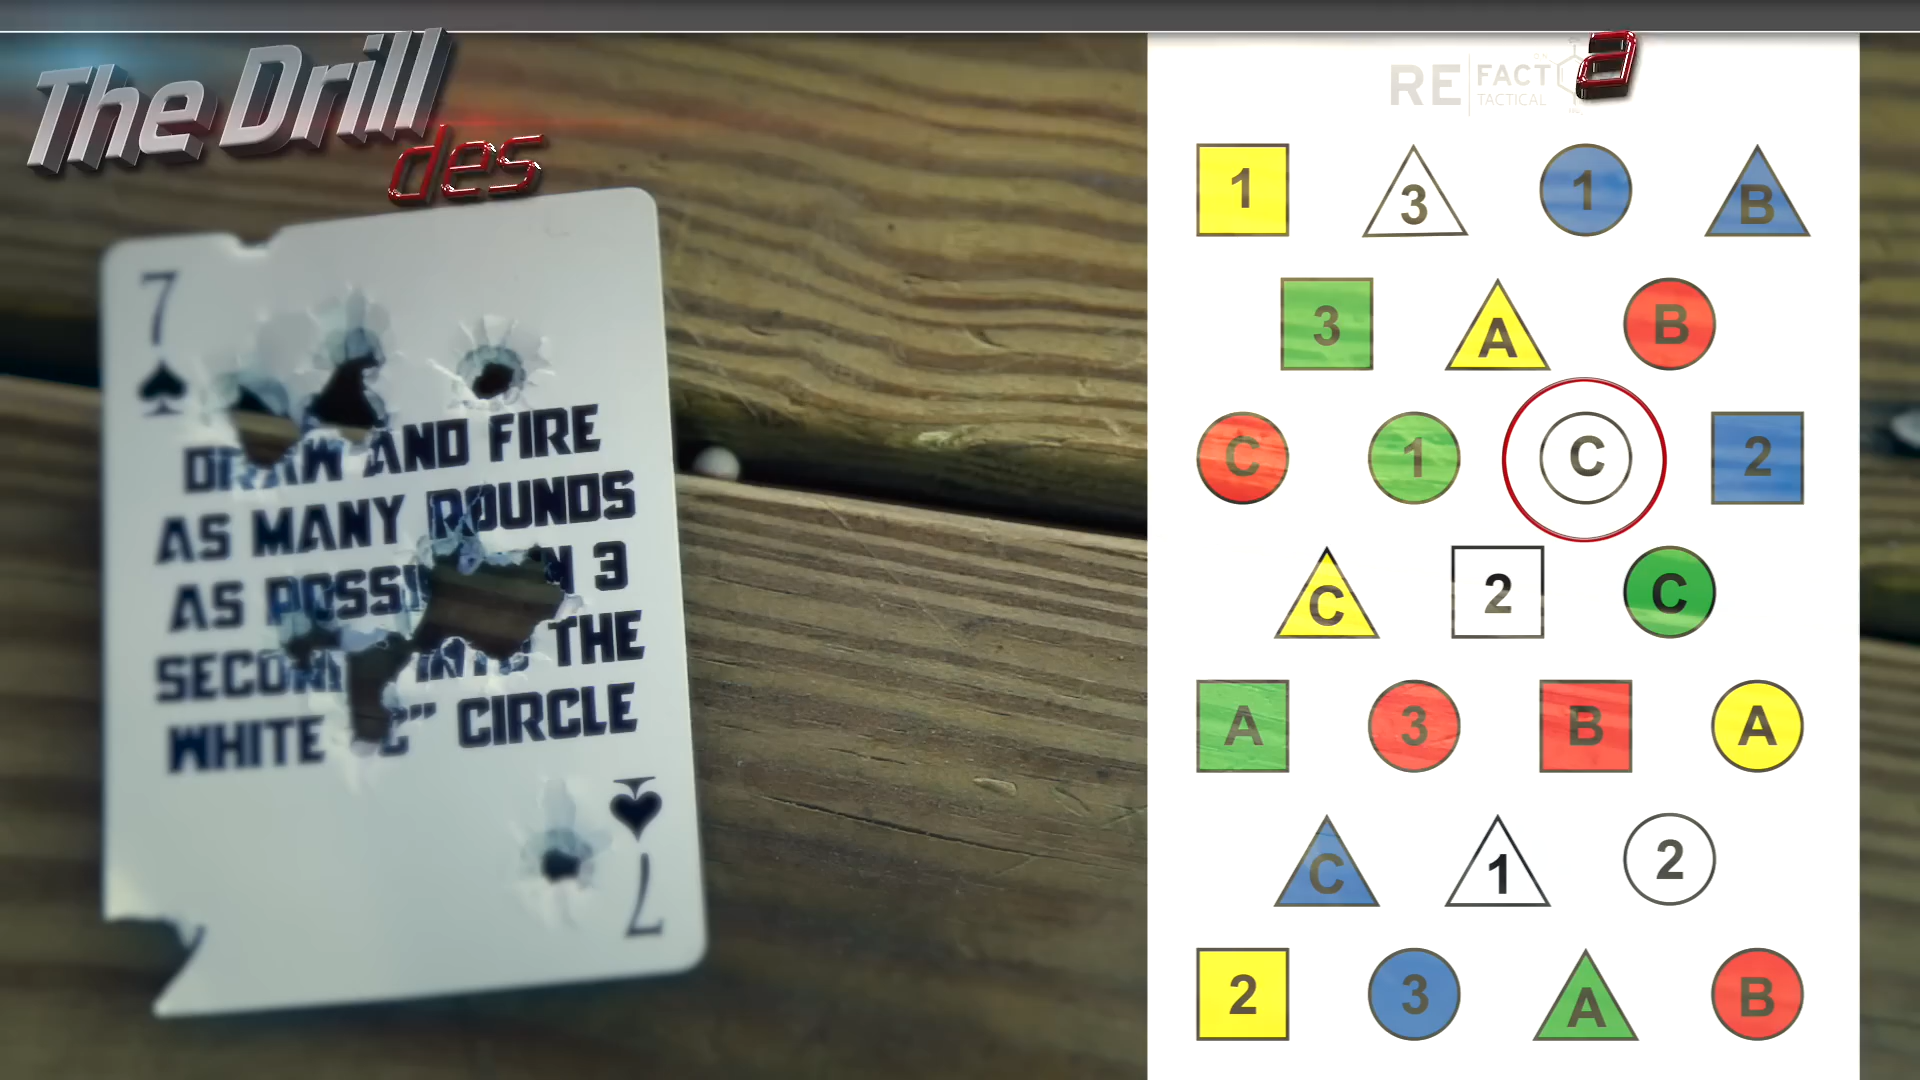 The Drill
des
7
DRAW AND FIRE
AS MANY ROUNDS
AS 3
THE
WHITE "C" CIRCLE
7
RE FACT
TACTICAL
a
1 3 1 B
3 A B
C 1 C 2
C 2 C
A 3 B A
C 1 2
2 3 A B